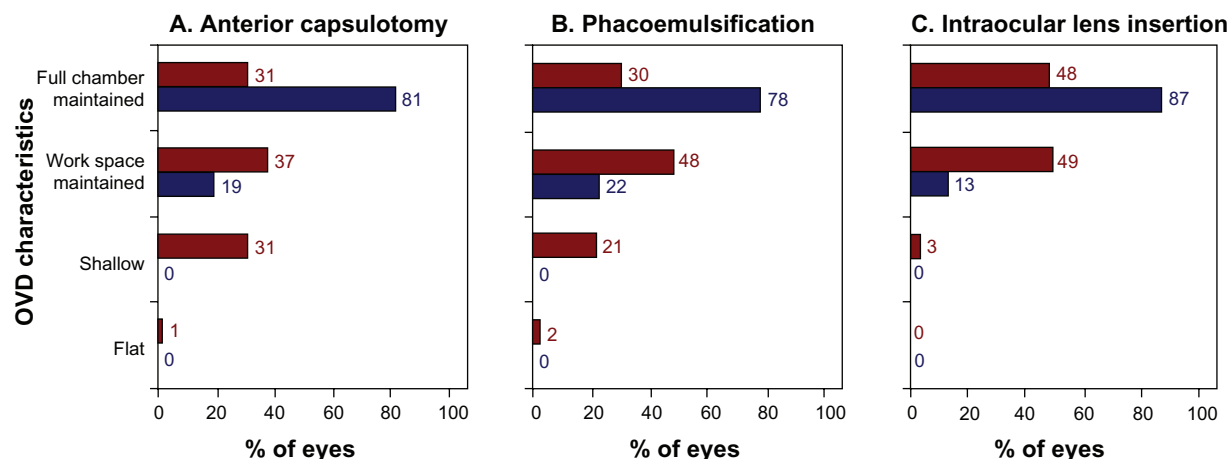 A. Anterior capsulotomy
B. Phacoemulsification
C. Intraocular lens insertion
OVD characteristics
Full chamber
maintained
Work space
maintained
Shallow
Flat
31
81
37
19
31
0
1
0
0 20 40 60 80 100
% of eyes
30
78
48
22
21
0
2
0
0 20 40 60 80 100
% of eyes
48
87
49
13
3
0
0
0
0 20 40 60 80 100
% of eyes